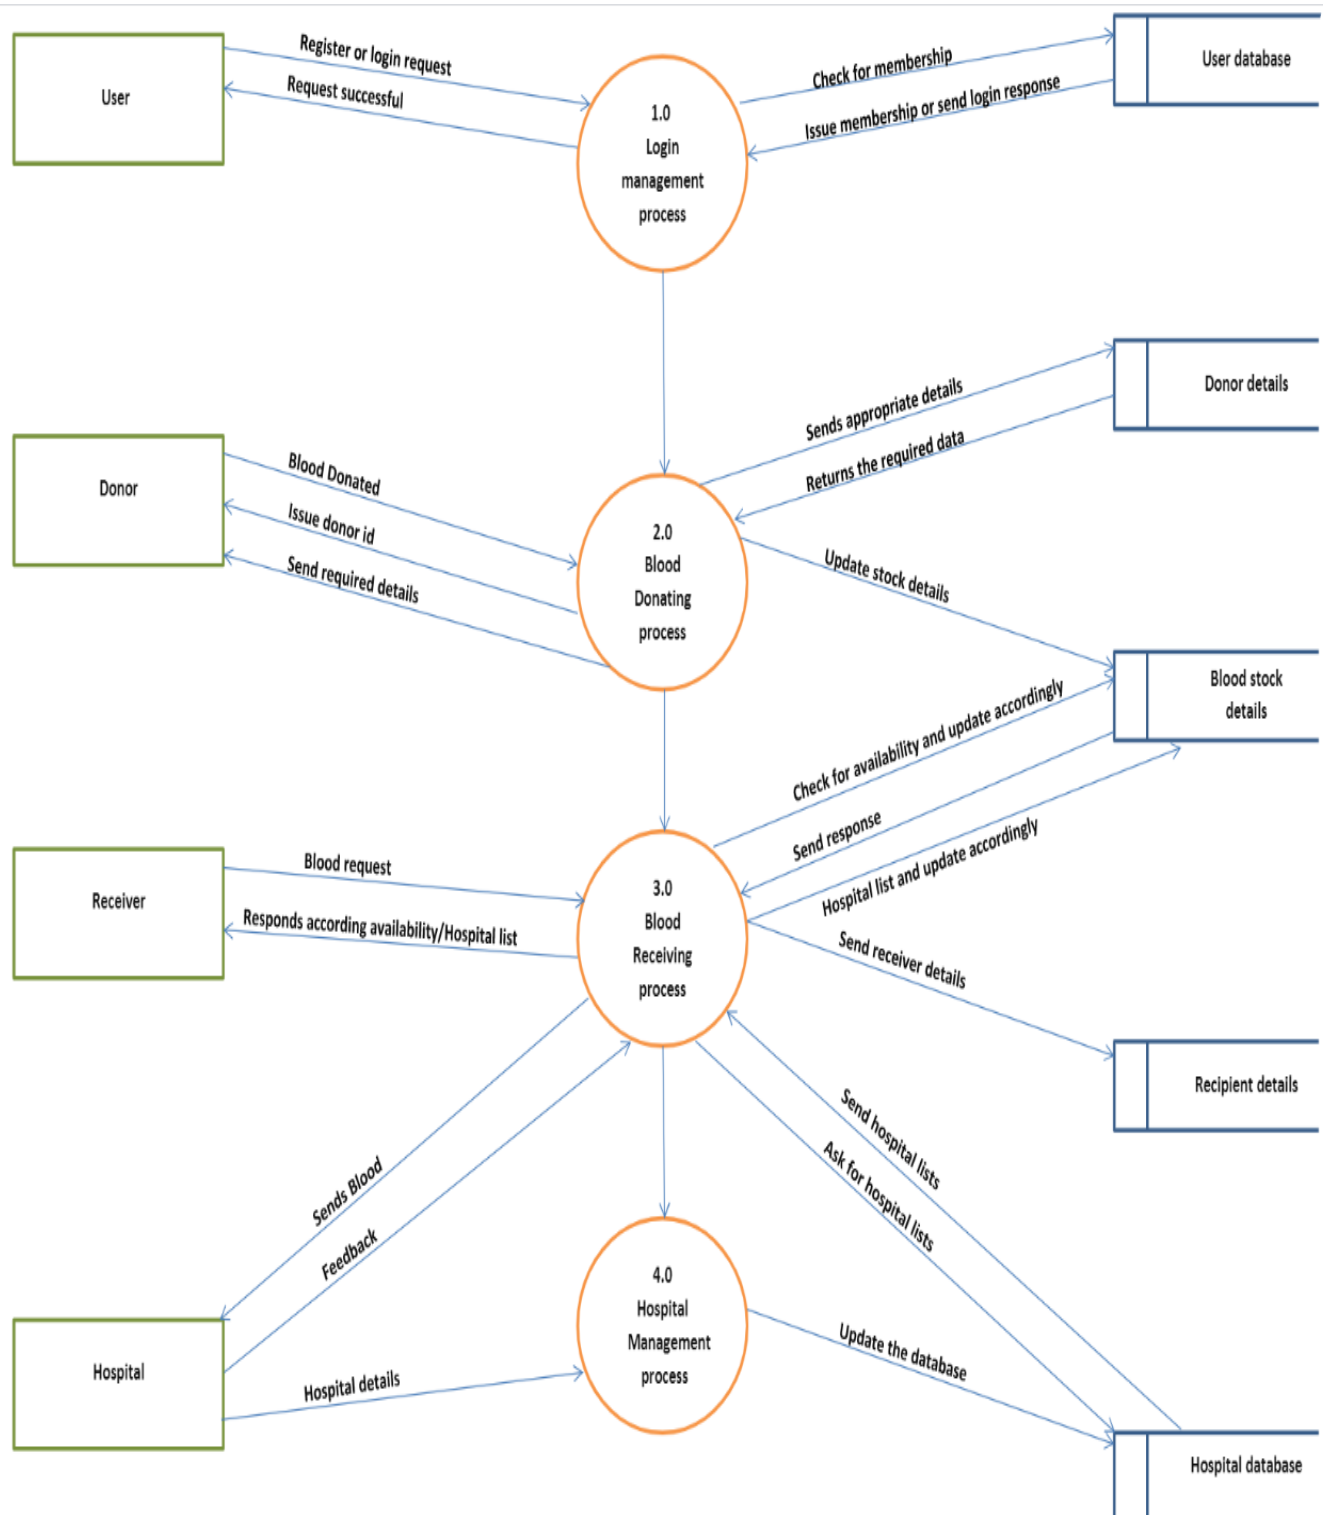 User
Register or login request
Request successful
1.0
Login
management
process
Check for membership
Issue membership or send login response
User database
Donor
Blood Donated
Issue donor id
Send required details
2.0
Blood
Donating
process
Sends appropriate details
Returns the required data
Donor details
Update stock details
Blood stock
details
Check for availability and update accordingly
Send response
Hospital list and update accordingly
Receiver
Blood request
Responds according availability/Hospital list
3.0
Blood
Receiving
process
Send receiver details
Recipient details
Sends Blood
Feedback
Send hospital lists
Ask for hospital lists
Hospital
Hospital details
4.0
Hospital
Management
process
Update the database
Hospital database